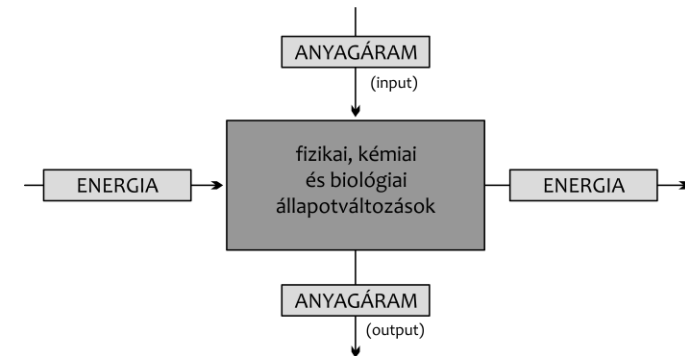 ANYAGÁRAM
(input)
fizikai, kémiai
és biológiai
állapotváltozások
ENERGIA
ENERGIA
ANYAGÁRAM
(output)